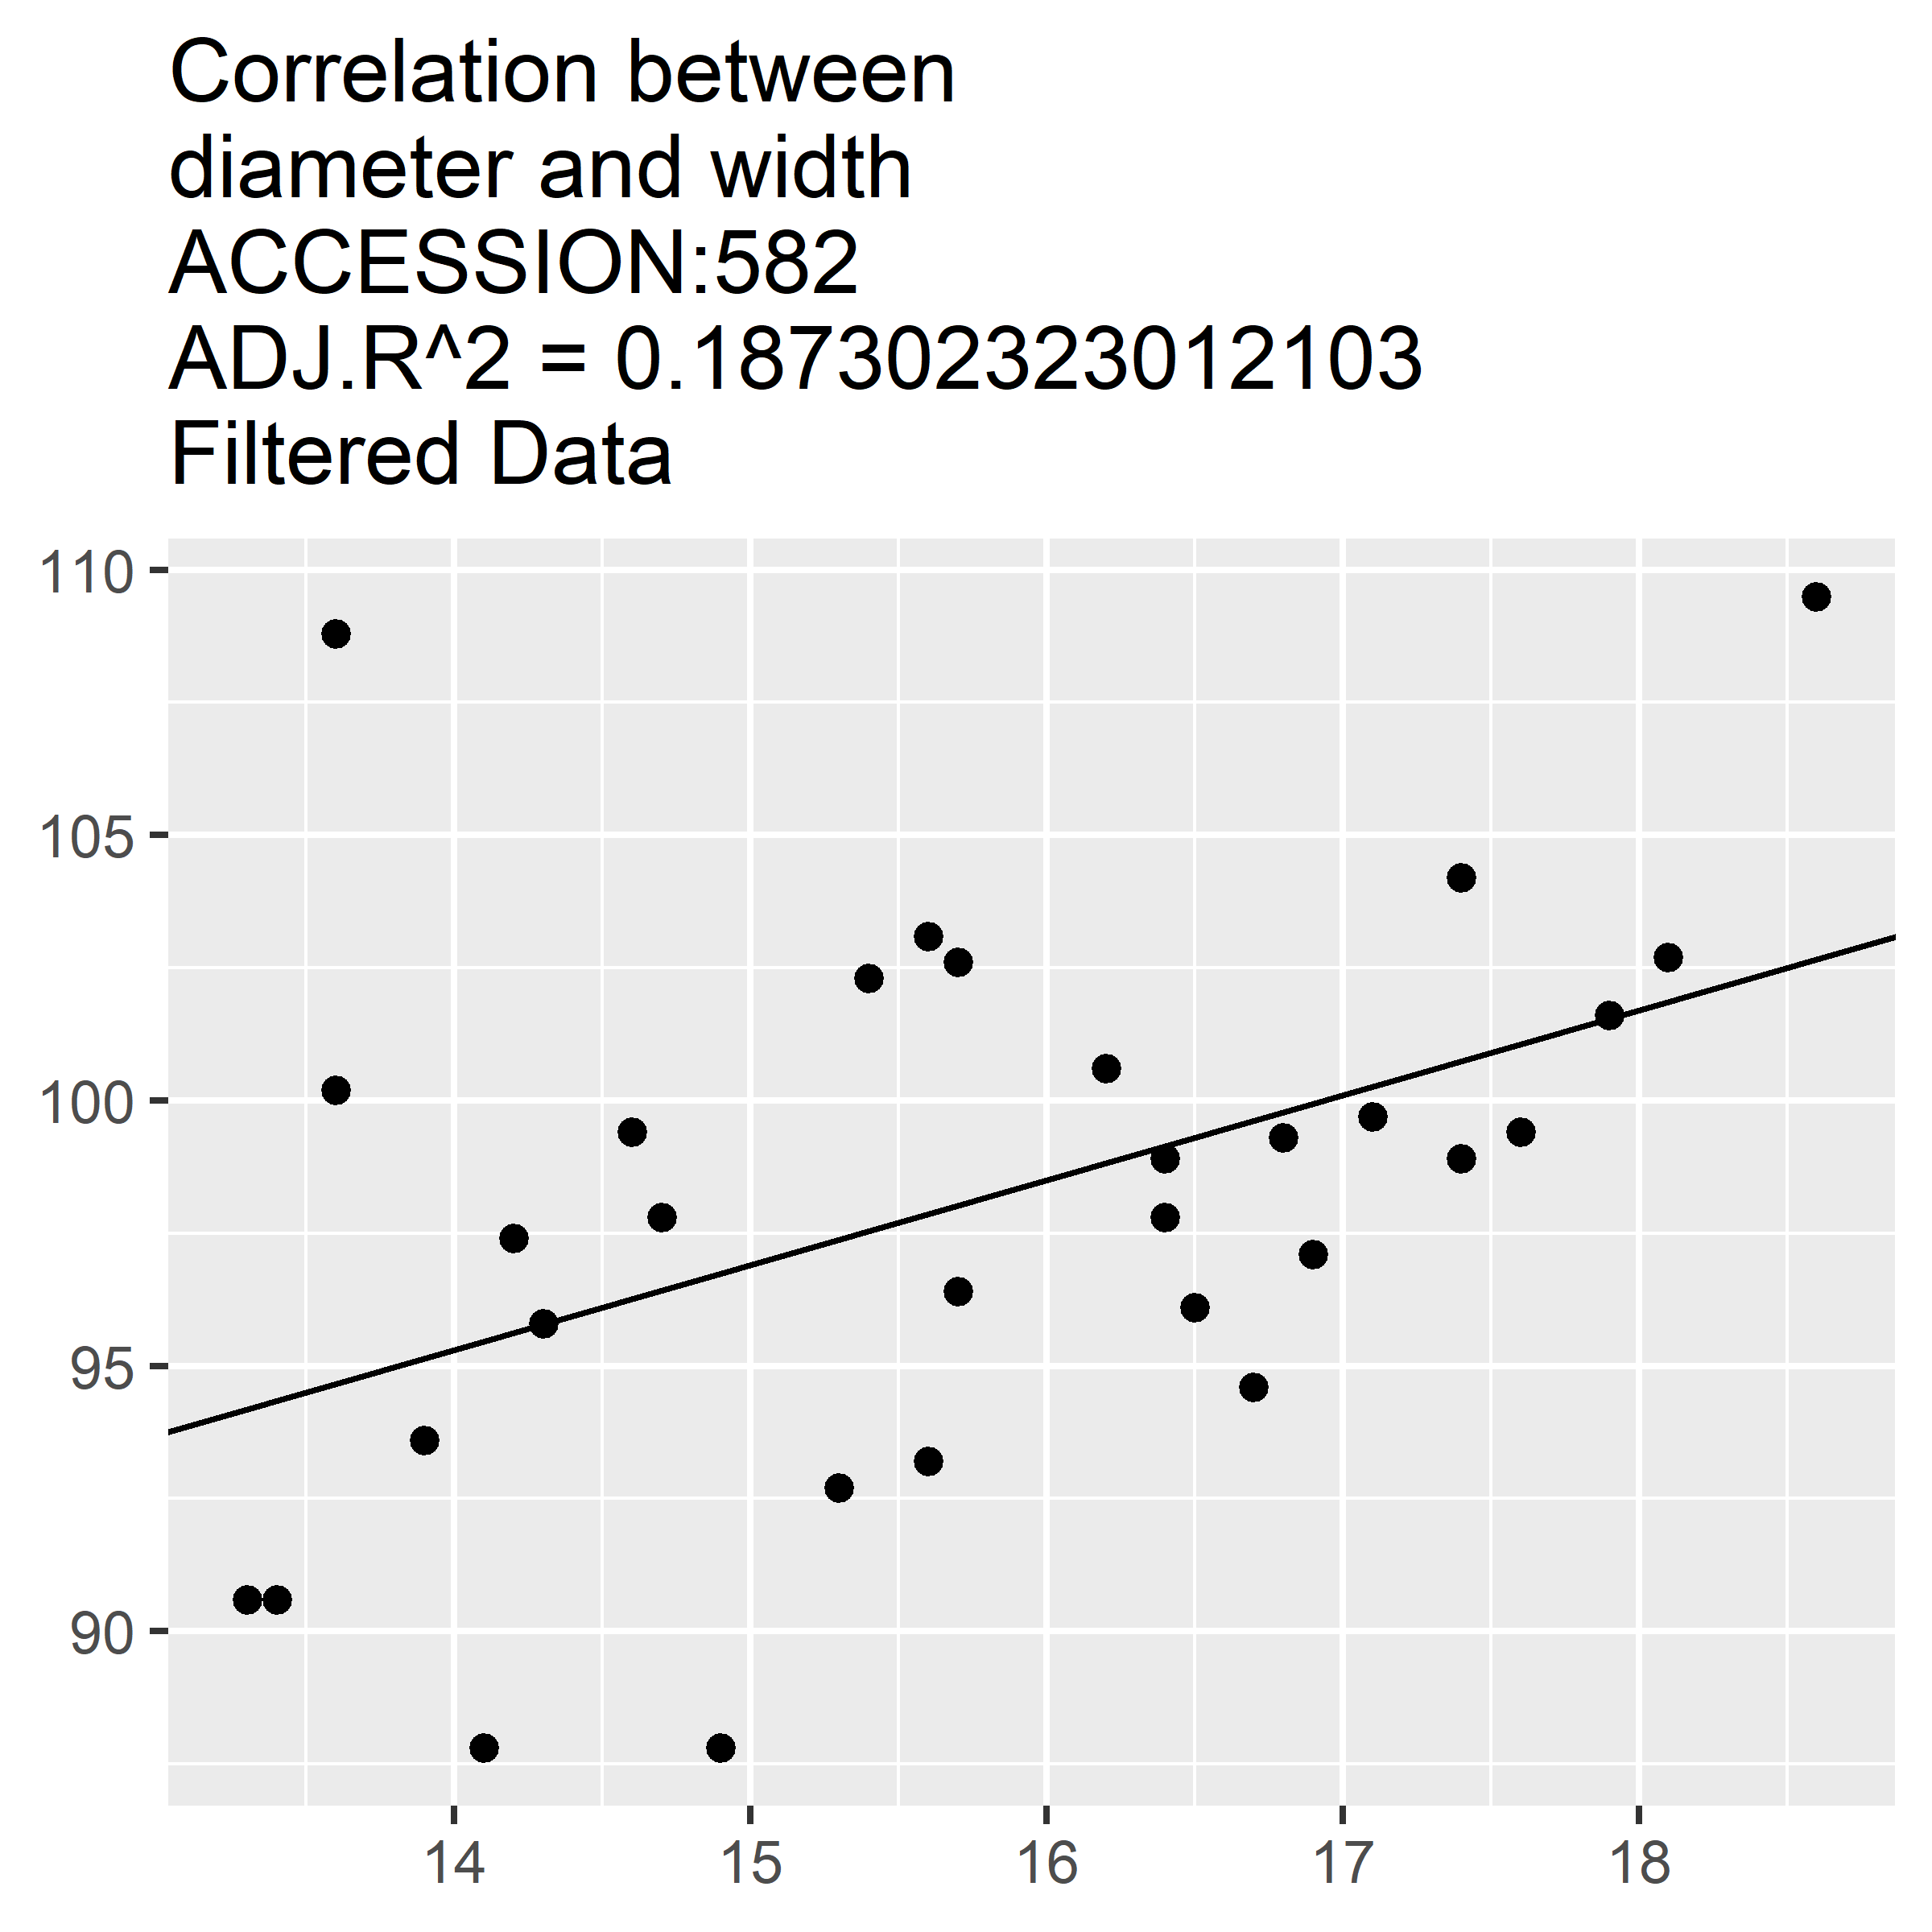 Correlation between
diameter and width
ACCESSION:582
ADJ.R^2 = 0.187302323012103
Filtered Data
110
105
100
95
90
14 15 16 17 18